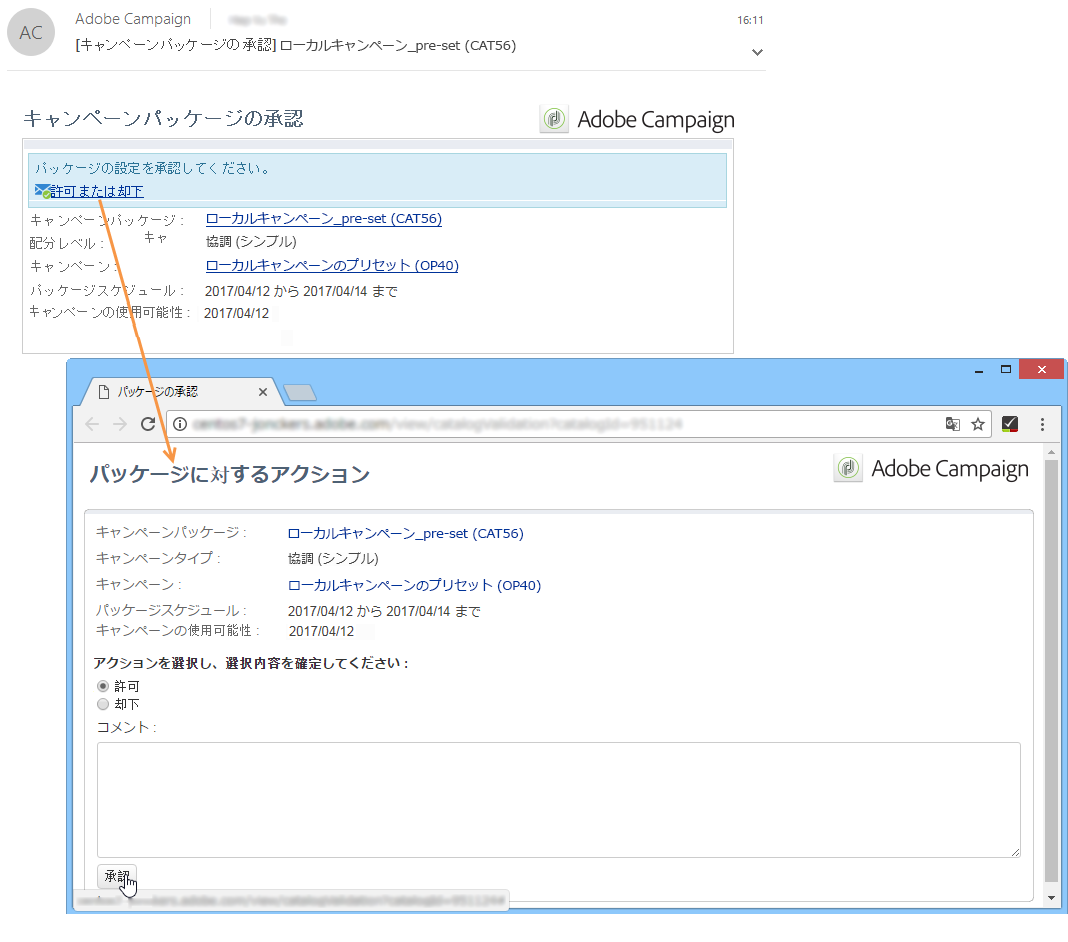 AC
Adobe Campaign
16:11
[キャンペーンパッケージの承認] ローカルキャンペーン_pre-set (CAT56)
キャンペーンパッケージの承認
Adobe Campaign
パッケージの設定を承認してください。
許可または却下
キャンペーンパッケージ : ローカルキャンペーン_pre-set (CAT56)
配分レベル : キャ 協調 (シンプル)
キャンペーン : ローカルキャンペーンのプリセット (OP40)
パッケージスケジュール : 2017/04/12 から 2017/04/14 まで
キャンペーンの使用可能性 : 2017/04/12
パッケージの承認
パッケージに対するアクション
Adobe Campaign
キャンペーンパッケージ : ローカルキャンペーン_pre-set (CAT56)
キャンペーンタイプ : 協調 (シンプル)
キャンペーン : ローカルキャンペーンのプリセット (OP40)
パッケージスケジュール : 2017/04/12 から 2017/04/14 まで
キャンペーンの使用可能性 : 2017/04/12
アクションを選択し、選択内容を確定してください :
許可
却下
コメント :
承認